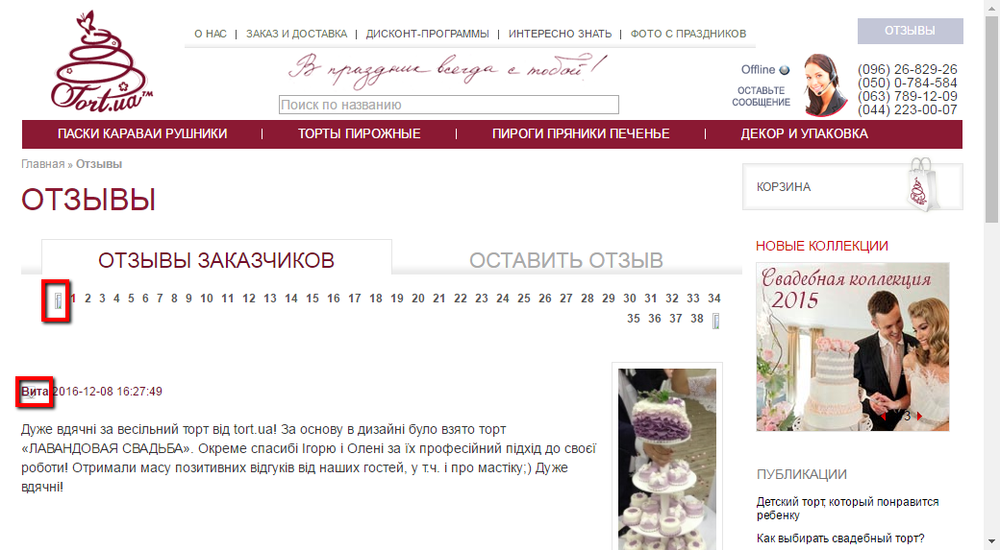 О НАС | ЗАКАЗ И ДОСТАВКА | ДИСКОНТ-ПРОГРАММЫ | ИНТЕРЕСНО ЗНАТЬ | ФОТО С ПРАЗДНИКОВ
ОТЗЫВЫ
Tort.ua™
В праздник всегда с тобой!
Поиск по названию
Offline
ОСТАВЬТЕ
СООБЩЕНИЕ
(096) 26-829-26
(050) 0-784-584
(063) 789-12-09
(044) 223-00-07
ПАСКИ КАРАВАИ РУШНИКИ | ТОРТЫ ПИРОЖНЫЕ | ПИРОГИ ПРЯНИКИ ПЕЧЕНЬЕ | ДЕКОР И УПАКОВКА
Главная » Отзывы
ОТЗЫВЫ
КОРЗИНА
ОТЗЫВЫ ЗАКАЗЧИКОВ
ОСТАВИТЬ ОТЗЫВ
1 2 3 4 5 6 7 8 9 10 11 12 13 14 15 16 17 18 19 20 21 22 23 24 25 26 27 28 29 30 31 32 33 34
35 36 37 38
Вита 2016-12-08 16:27:49
Дуже вдячні за весільний торт від tort.ua! За основу в дизайні було взято торт
«ЛАВАНДОВАЯ СВАДЬБА». Окреме спасибі Ігорю і Олені за їх професійний підхід до своєї
роботи! Отримали масу позитивних відгуків від наших гостей, у т.ч. і про мастіку;) Дуже
вдячні!
НОВЫЕ КОЛЛЕКЦИИ
Свадебная коллекция
2015
3
ПУБЛИКАЦИИ
Детский торт, который понравится
ребенку
Как выбирать свадебный торт?